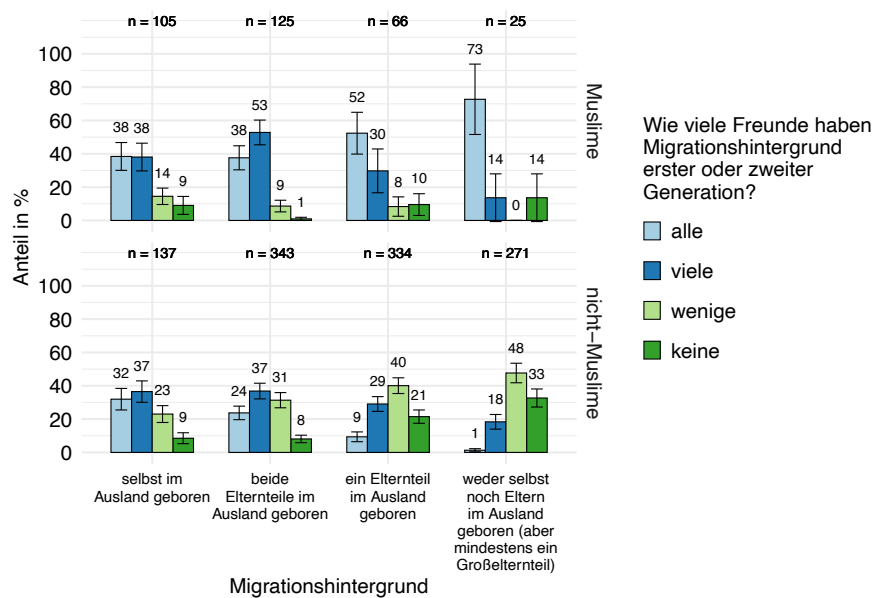 n = 105 n = 125 n = 66 n = 25
73
100
80
60
40
20
0
38 38 14 9
38 53 9 1
52 30 8 10
14 0 14
Muslime
n = 137 n = 343 n = 334 n = 271
100
80
60
40
20
0
32 37 23 9
24 37 31 8
9 29 40 21
1 18 48 33
nicht−Muslime
Anteil in %
selbst im
Ausland geboren
beide
Elternteile im
Ausland geboren
ein Elternteil
im Ausland
geboren
weder selbst
noch Eltern
im Ausland
geboren (aber
mindestens ein
Großelternteil)
Migrationshintergrund
Wie viele Freunde haben
Migrationshintergrund
erster oder zweiter
Generation?
alle
viele
wenige
keine